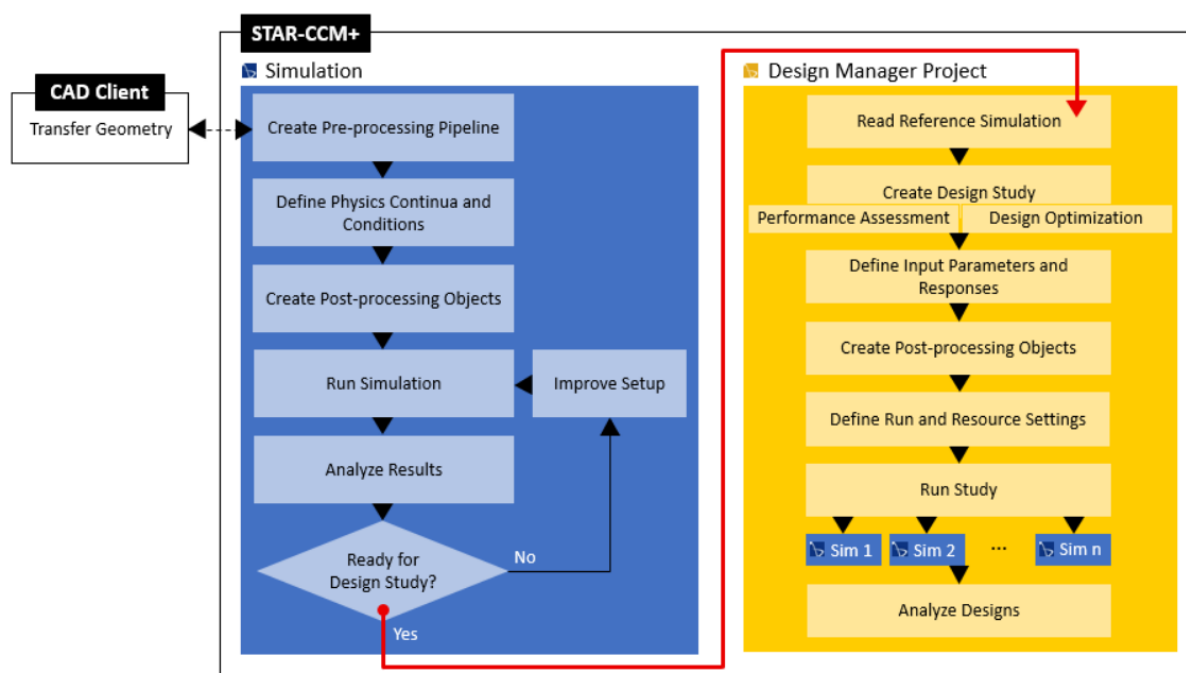 STAR-CCM+
Simulation
CAD Client
Transfer Geometry
Create Pre-processing Pipeline
Define Physics Continua and
Conditions
Create Post-processing Objects
Run Simulation
Improve Setup
Analyze Results
Ready for
Design Study?
No
Yes
Design Manager Project
Read Reference Simulation
Create Design Study
Performance Assessment
Design Optimization
Define Input Parameters and
Responses
Create Post-processing Objects
Define Run and Resource Settings
Run Study
Sim 1
Sim 2
...
Sim n
Analyze Designs